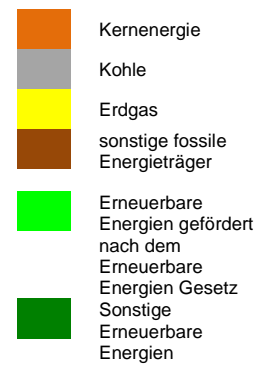 Kernenergie
Kohle
Erdgas
sonstige fossile
Energieträger
Erneuerbare
Energien gefördert
nach dem
Erneuerbare
Energien Gesetz
Sonstige
Erneuerbare
Energien